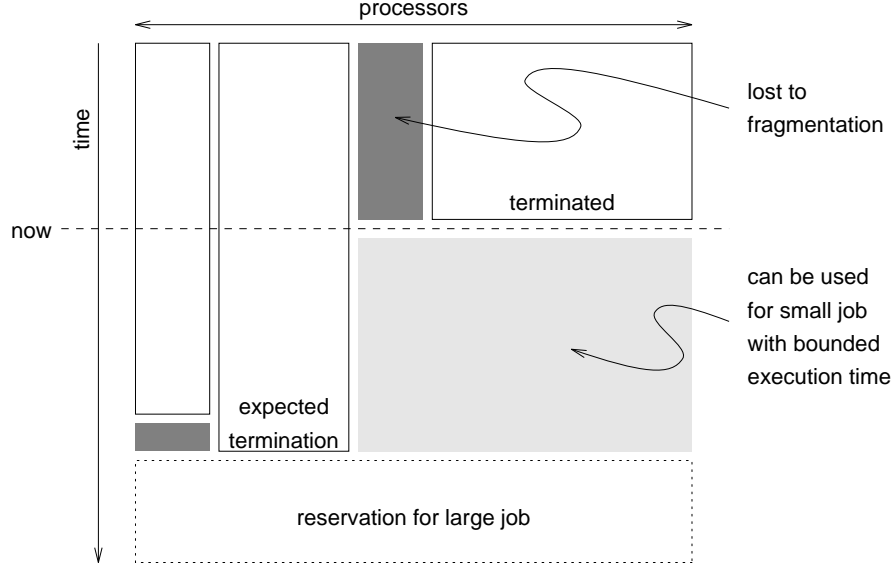 processors
time
lost to
fragmentation
terminated
now
can be used
for small job
with bounded
execution time
expected
termination
reservation for large job